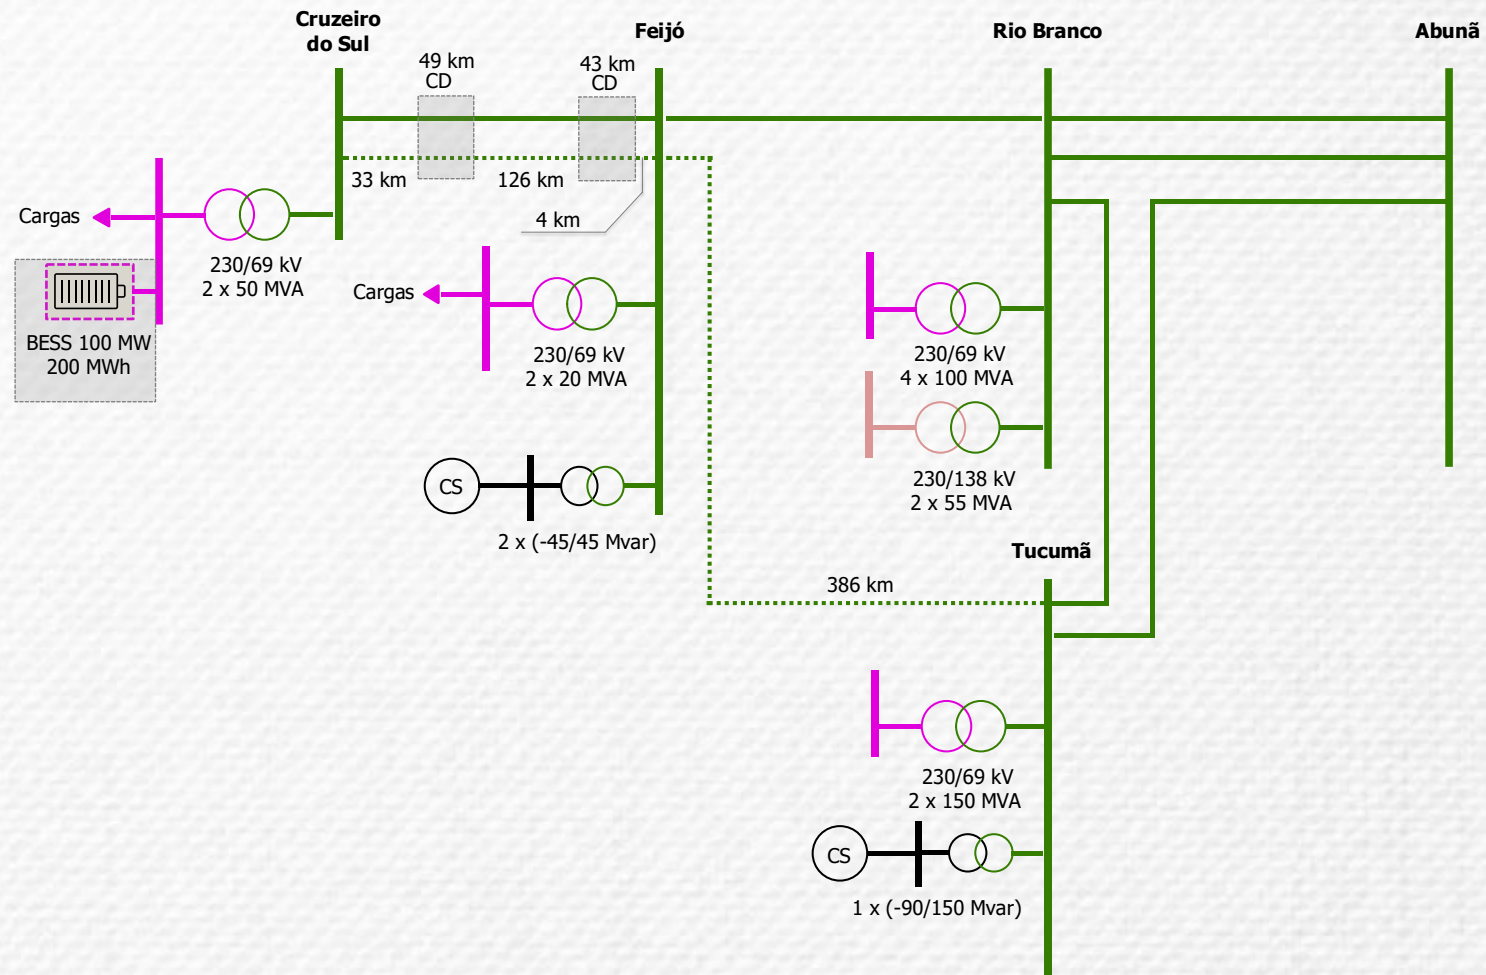 Cruzeiro
do Sul
Feijó
Rio Branco
Abunã
49 km
CD
43 km
CD
33 km
126 km
4 km
Cargas
230/69 kV
2 x 50 MVA
BESS 100 MW
200 MWh
Cargas
230/69 kV
2 x 20 MVA
230/69 kV
4 x 100 MVA
230/138 kV
2 x 55 MVA
CS
2 x (-45/45 Mvar)
Tucumã
386 km
230/69 kV
2 x 150 MVA
CS
1 x (-90/150 Mvar)